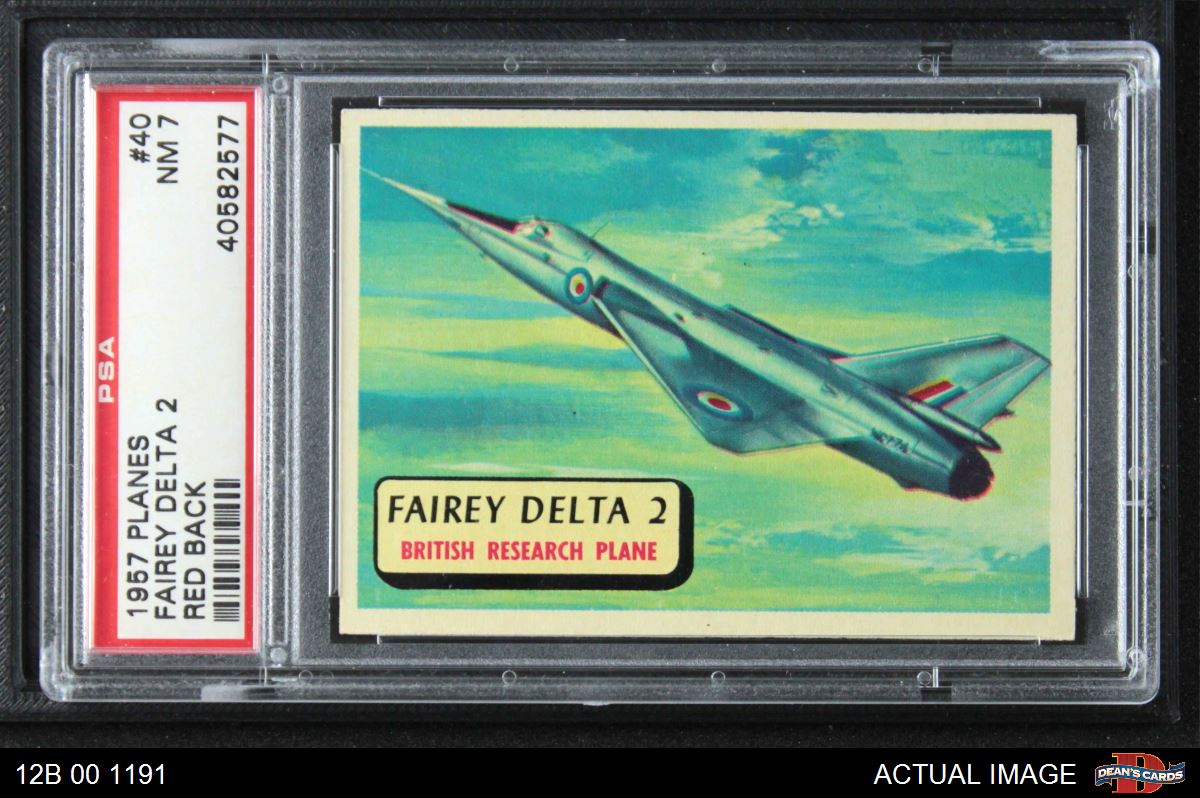 1957 PLANES #40
FAIREY DELTA 2 NM 7
RED BACK
40582577
PSA
FAIREY DELTA 2
BRITISH RESEARCH PLANE
12B 00 1191
ACTUAL IMAGE
DEAN'S CARDS